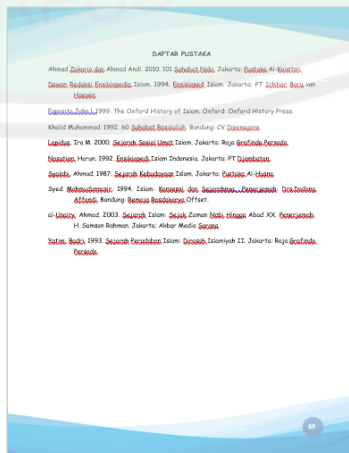 DAFTAR PUSTAKA
Ahmad Zakaria dan Ahmad Andi. 2010. 101 Sahabat Nabi. Jakarta: Pustaka Al-Kautsar.
Dewan Redaksi Ensiklopedia Islam. 1994. Ensiklopedi Islam. Jakarta: PT Ichtiar Baru van
Hoeven.
Esposito John L.1999. The Oxford History of Islam. Oxford: Oxford History Press.
Khalid Muhammad. 1992. 60 Sahabat Rasulullah. Bandung: CV Diponegoro.
Lapidus, Ira M. 2000. Sejarah Sosial Umat Islam. Jakarta: Raja Grafindo Persada.
Nasution, Harun. 1992. Ensiklopedi Islam Indonesia. Jakarta: PT Djambatan.
Syalabi, Ahmad. 1987. Sejarah Kebudayaan Islam. Jakarta: Pustaka Al-Husna.
Syed Mahmudunnasir, 1994, Islam: Konsepsi dan Sejarahnya, Penerjemah: Drs.Dadang
Affandi, Bandung: Remaja Rosdakarya Offset.
al-Usairy, Ahmad. 2003. Sejarah Islam: Sejak Zaman Nabi Hingga Abad XX. Penerjemah:
H. Samson Rahman. Jakarta: Akbar Media Sarana.
Yatim, Badri. 1993. Sejarah Peradaban Islam: Dirasah Islamiyah II. Jakarta: Raja Grafindo
Persada.